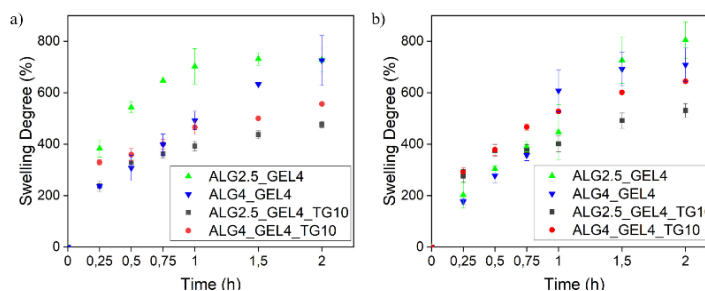 a)
Swelling Degree (%)
800
600
400
200
0
ALG2.5_GEL4
ALG4_GEL4
ALG2.5_GEL4_TG10
ALG4_GEL4_TG10
0 0,25 0,5 0,75 1 1,5 2
Time (h)
b)
Swelling Degree (%)
800
600
400
200
0
ALG2.5_GEL4
ALG4_GEL4
ALG2.5_GEL4_TG10
ALG4_GEL4_TG10
0 0,25 0,5 0,75 1 1,5 2
Time (h)